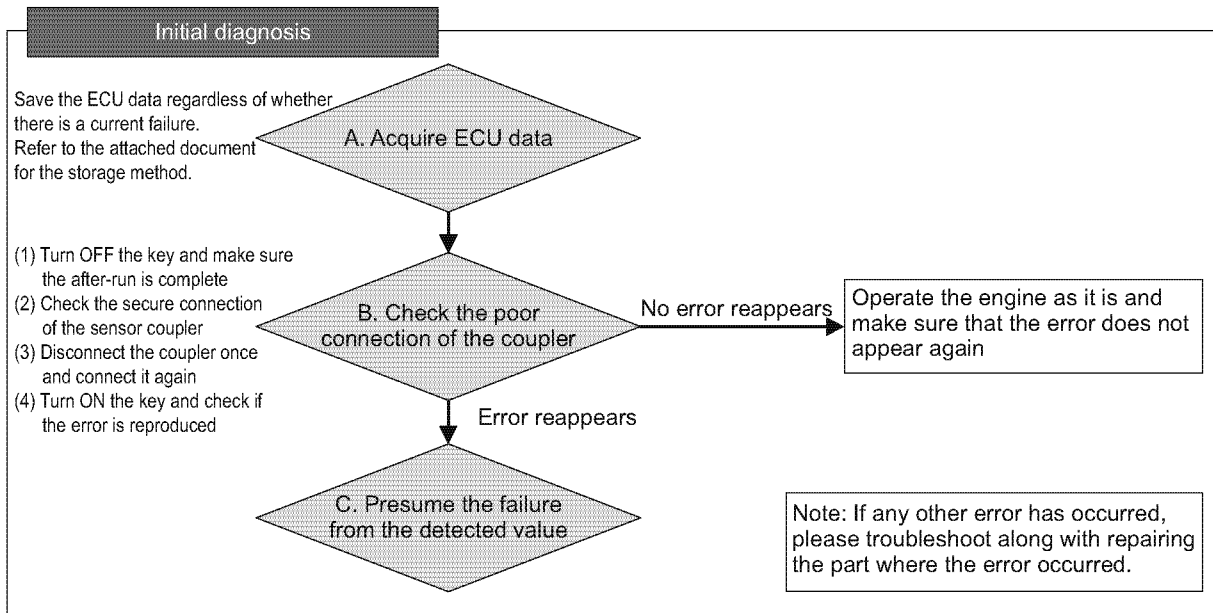 Initial diagnosis
Save the ECU data regardless of whether
there is a current failure.
Refer to the attached document
for the storage method.
A. Acquire ECU data
(1) Turn OFF the key and make sure
the after-run is complete
(2) Check the secure connection
of the sensor coupler
(3) Disconnect the coupler once
and connect it again
(4) Turn ON the key and check if
the error is reproduced
B. Check the poor
connection of the coupler
No error reappears
Operate the engine as it is and
make sure that the error does not
appear again
Error reappears
C. Presume the failure
from the detected value
Note: If any other error has occurred,
please troubleshoot along with repairing
the part where the error occurred.